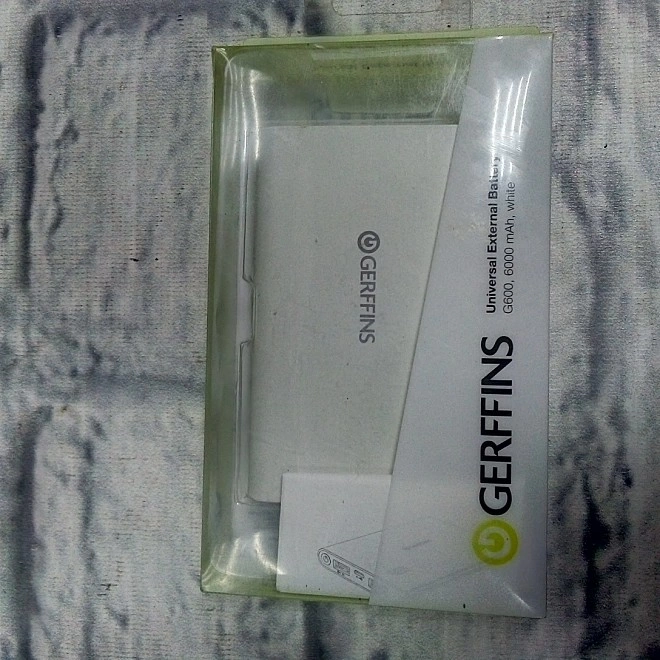 GERFFINS
Universal External Battery
G600, 6000 mAh, white
GERFFINS